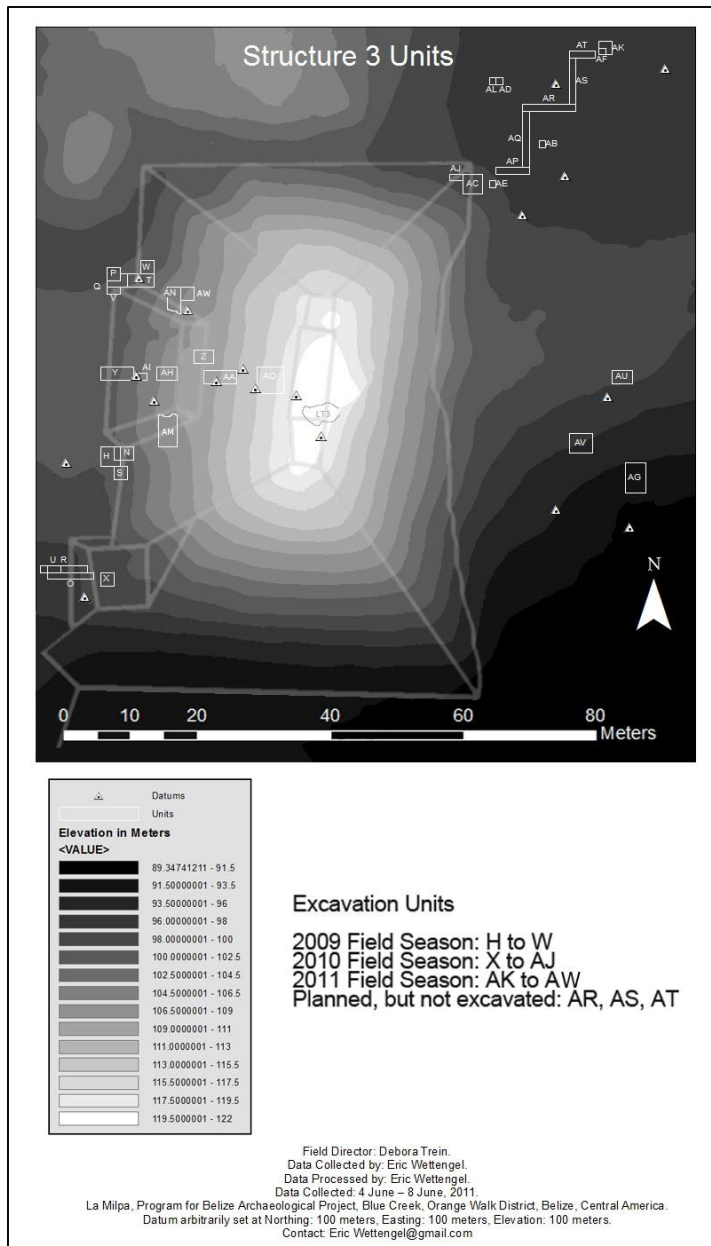 Structure 3 Units
AT
AK
AF
AL AD
AS
AR
AQ
AB
AP
AJ
AC
AE
P
W
Q
T
V
AN
AW
Z
Y
AI
AH
AA
AO
AU
LT3
AM
AV
H
N
S
AG
U R
O
X
N
0 10 20 40 60 80
Meters
Datums
Units
Elevation in Meters
<VALUE>
89.34741211 - 91.5
91.50000001 - 93.5
93.50000001 - 96
96.00000001 - 98
98.00000001 - 100
100.0000001 - 102.5
102.5000001 - 104.5
104.5000001 - 106.5
106.5000001 - 109
109.0000001 - 111
111.0000001 - 113
113.0000001 - 115.5
115.5000001 - 117.5
117.5000001 - 119.5
119.5000001 - 122
Excavation Units
2009 Field Season: H to W
2010 Field Season: X to AJ
2011 Field Season: AK to AW
Planned, but not excavated: AR, AS, AT
Field Director: Debora Trein.
Data Collected by: Eric Wettengel.
Data Processed by: Eric Wettengel.
Data Collected: 4 June – 8 June, 2011.
La Milpa, Program for Belize Archaeological Project, Blue Creek, Orange Walk District, Belize, Central America.
Datum arbitrarily set at Northing: 100 meters, Easting: 100 meters, Elevation: 100 meters.
Contact: Eric Wettengel@gmail.com